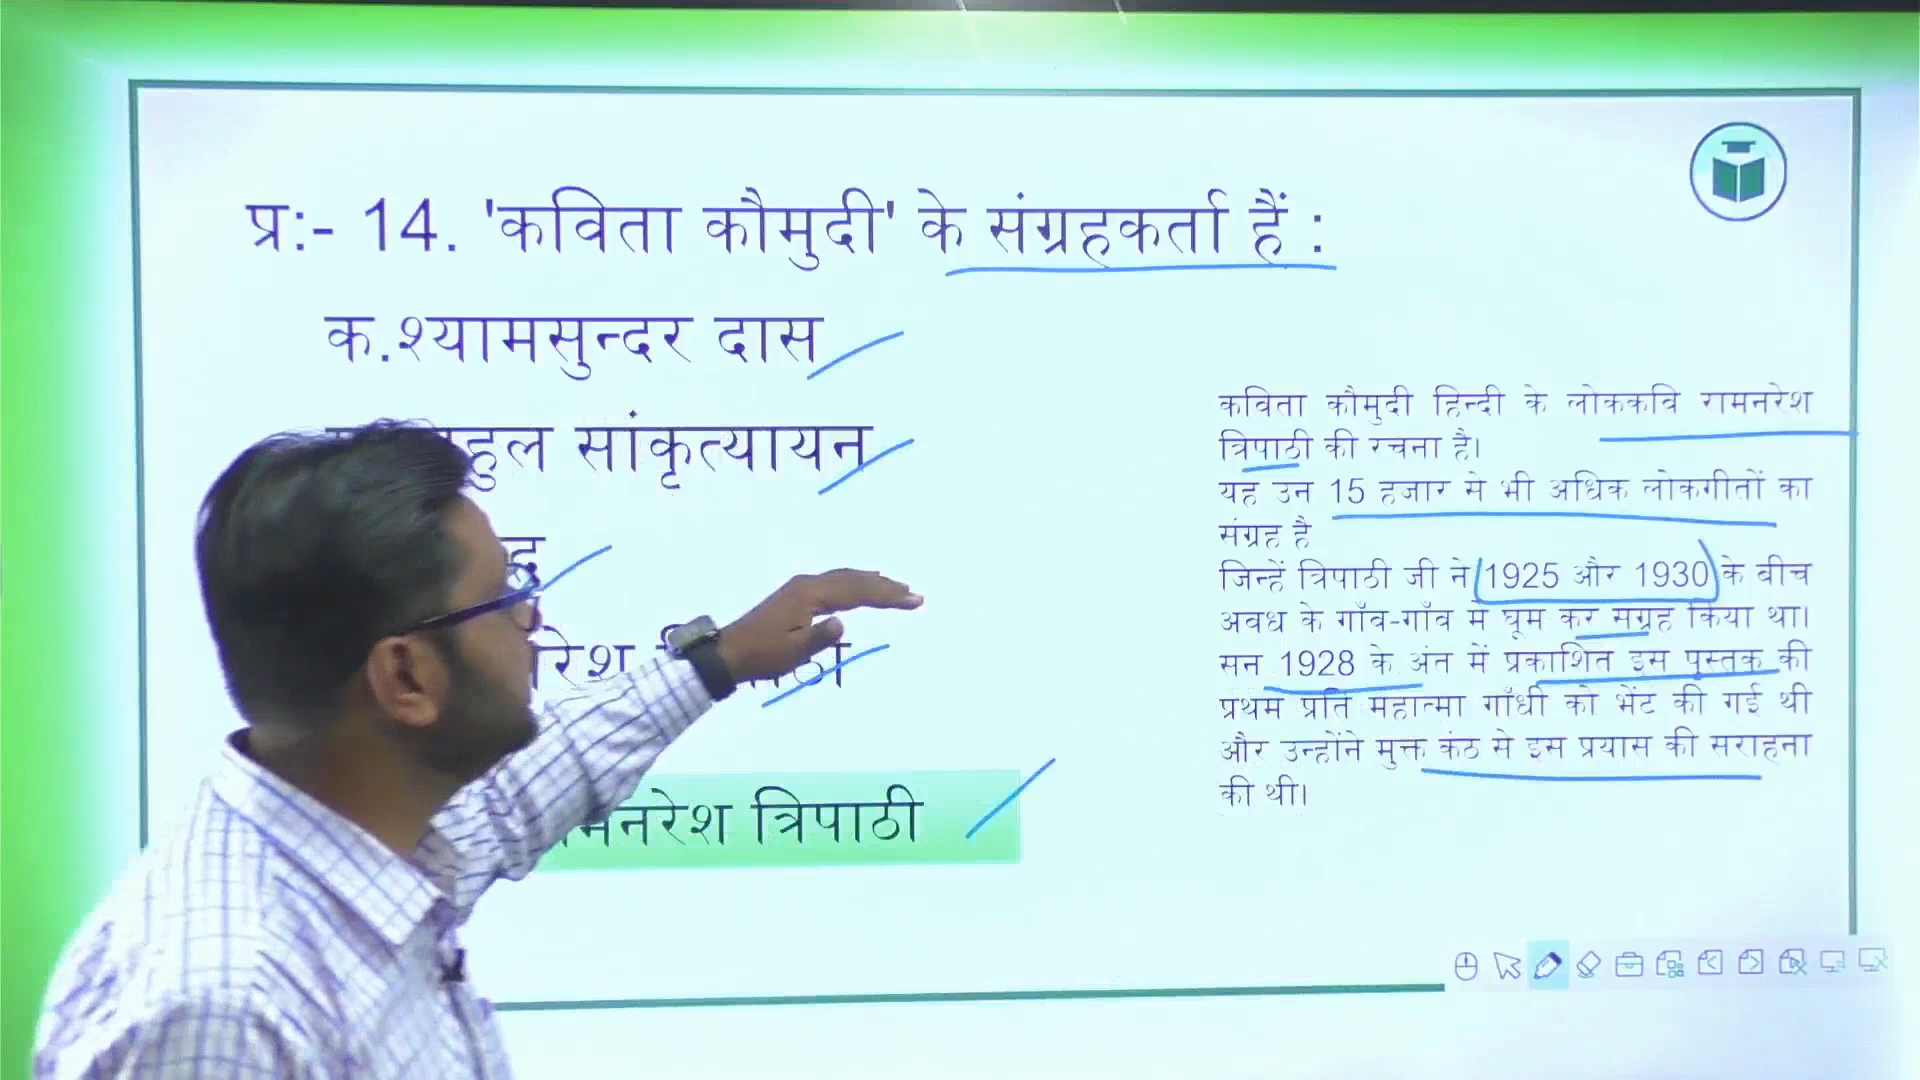 प्रः- 14. 'कविता कौमुदी' के संग्रहकर्ता हैं :
क.श्यामसुन्दर दास
हुल सांकृत्यायन
रेश
मनरेश त्रिपाठी
कविता कौमुदी हिन्दी के लोककवि रामनरेश
त्रिपाठी की रचना है।
यह उन 15 हजार से भी अधिक लोकगीतों का
संग्रह है
जिन्हें त्रिपाठी जी ने 1925 और 1930 के बीच
अवध के गाँव-गाँव में घूम कर संग्रह किया था।
सन 1928 के अंत में प्रकाशित इस पुस्तक की
प्रथम प्रति महात्मा गाँधी को भेंट की गई थी
और उन्होंने मुक्त कंठ से इस प्रयास की सराहना
की थी।